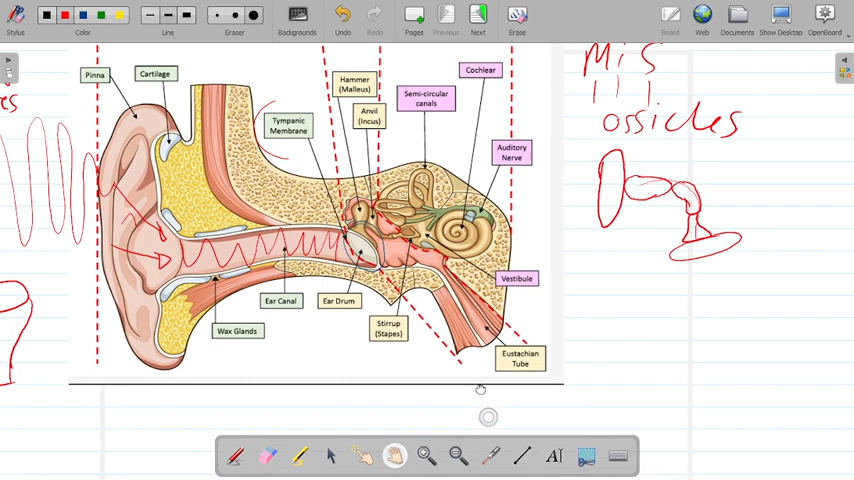 Stylus
Color
Line
Eraser
Backgrounds
Undo
Redo
Pages
Previous
Next
Erase
Board
Web
Documents
Show Desktop
OpenBoard
Pinna
Cartilage
Hammer
(Malleus)
Cochlear
Anvil
(Incus)
Semi-circular
canals
Tympanic
Membrane
Auditory
Nerve
Vestibule
Ear Canal
Ear Drum
Wax Glands
Stirrup
(Stapes)
Eustachian
Tube
M i S
ossicles